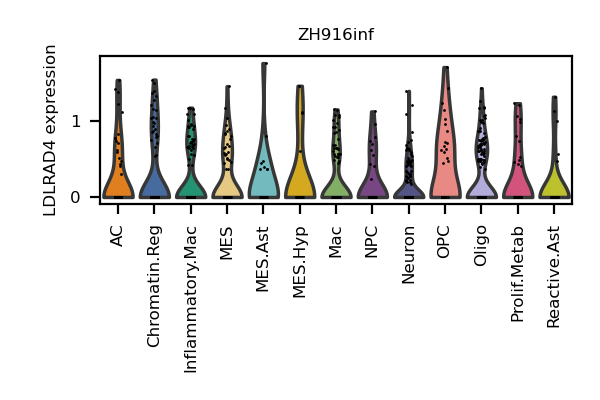 ZH916inf
LDLRAD4 expression
1
0
AC
Chromatin.Reg
Inflammatory.Mac
MES
MES.Ast
MES.Hyp
Mac
NPC
Neuron
OPC
Oligo
Prolif.Metab
Reactive.Ast